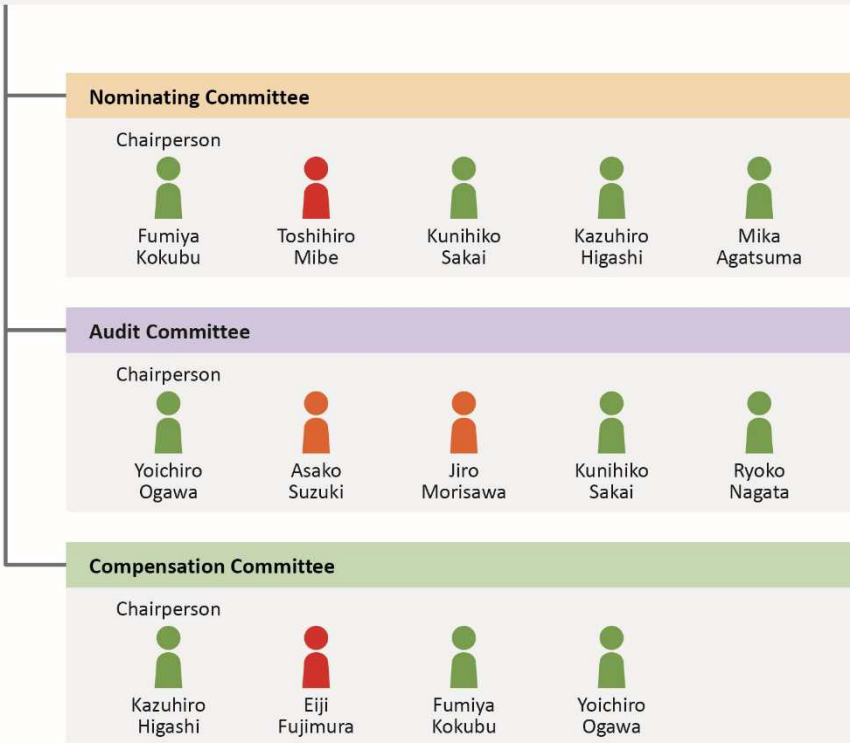 Nominating Committee
Chairperson
Fumiya Kokubu
Toshihiro Mibe
Kunihiko Sakai
Kazuhiro Higashi
Mika Agatsuma
Audit Committee
Chairperson
Yoichiro Ogawa
Asako Suzuki
Jiro Morisawa
Kunihiko Sakai
Ryoko Nagata
Compensation Committee
Chairperson
Kazuhiro Higashi
Eiji Fujimura
Fumiya Kokubu
Yoichiro Ogawa